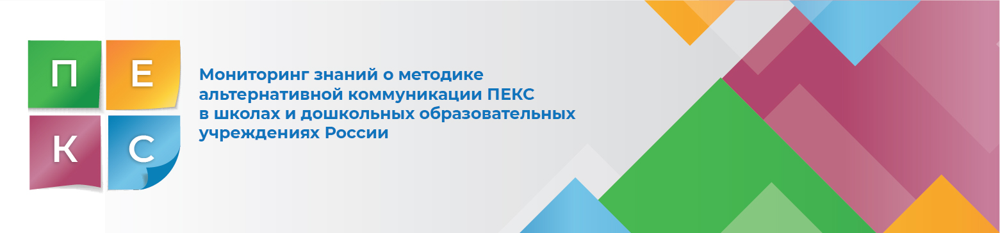 П Е
К С
Мониторинг знаний о методике
альтернативной коммуникации ПЕКС
в школах и дошкольных образовательных
учреждениях России